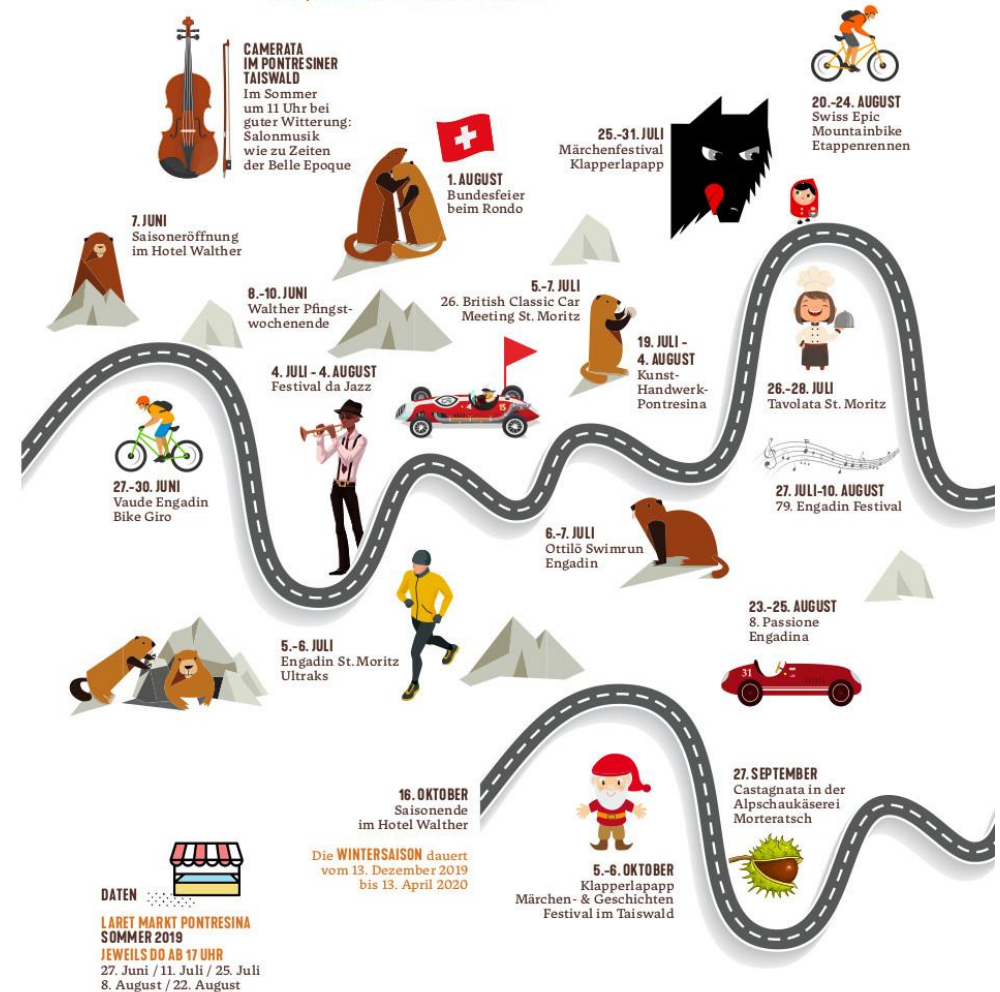 CAMERATA
IM PONTRESINER
TAISWALD
Im Sommer
um 11 Uhr bei
guter Witterung:
Salonmusik
wie zu Zeiten
der Belle Epoque
20.-24. AUGUST
Swiss Epic
Mountainbike
Etappenrennen
25.-31. JULI
Märchenfestival
Klapperlapapp
1. AUGUST
Bundesfeier
beim Rondo
7. JUNI
Saisoneröffnung
im Hotel Walther
8.-10. JUNI
Walther Pfingst-
wochenende
5.-7. JULI
26. British Classic Car
Meeting St. Moritz
19. JULI -
4. AUGUST
Kunst-
Handwerk-
Pontresina
4. JULI - 4. AUGUST
Festival da Jazz
15
26.-28. JULI
Tavolata St. Moritz
27.-30. JUNI
Vaude Engadin
Bike Giro
27. JULI-10. AUGUST
79. Engadin Festival
6.-7. JULI
Ottilö Swimrun
Engadin
23.-25. AUGUST
8. Passione
Engadina
31
5.-6. JULI
Engadin St. Moritz
Ultraks
16. OKTOBER
Saisonende
im Hotel Walther
Die WINTERSAISON dauert
vom 13. Dezember 2019
bis 13. April 2020
27. SEPTEMBER
Castagnata in der
Alpschaukäserei
Morteratsch
5.-6. OKTOBER
Klapperlapapp
Märchen- & Geschichten
Festival im Taiswald
DATEN
LARET MARKT PONTRESINA
SOMMER 2019
JEWEILS DO AB 17 UHR
27. Juni / 11. Juli / 25. Juli
8. August / 22. August